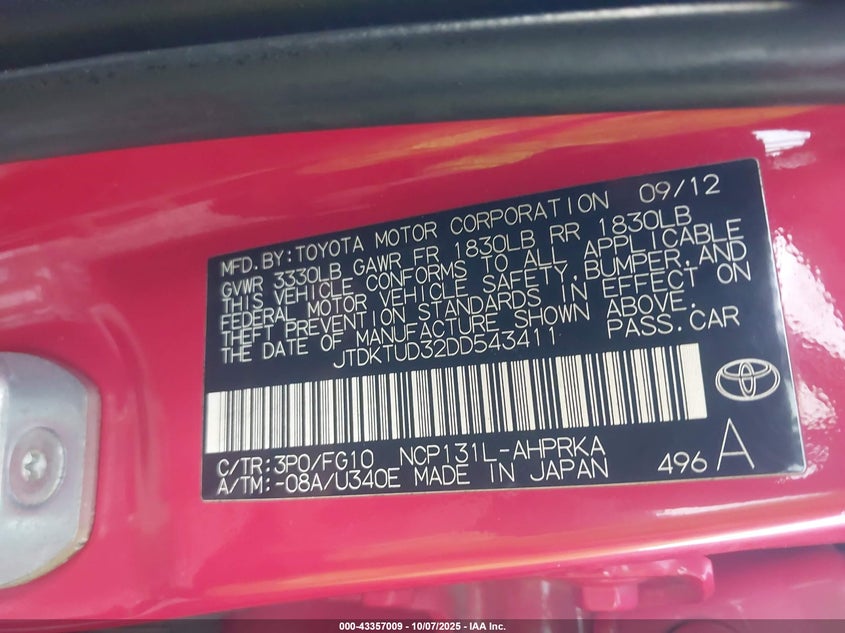 MFD.BY:TOYOTA MOTOR CORPORATION 09/12
GVWR 3330LB GAWR FR 1830LB RR 1830LB
THIS VEHICLE CONFORMS TO ALL APPLICABLE
FEDERAL MOTOR VEHICLE SAFETY,BUMPER,AND
THEFT PREVENTION STANDARDS IN EFFECT ON
THE DATE OF MANUFACTURE SHOWN ABOVE.
JTDKTUD32DD543411 PASS.CAR
C/TR:3P0/FG10 NCP131L-AHPRKA
A/TM:-08A/U340E MADE IN JAPAN 496 A
000-43357009 - 10/07/2025 - IAA Inc.